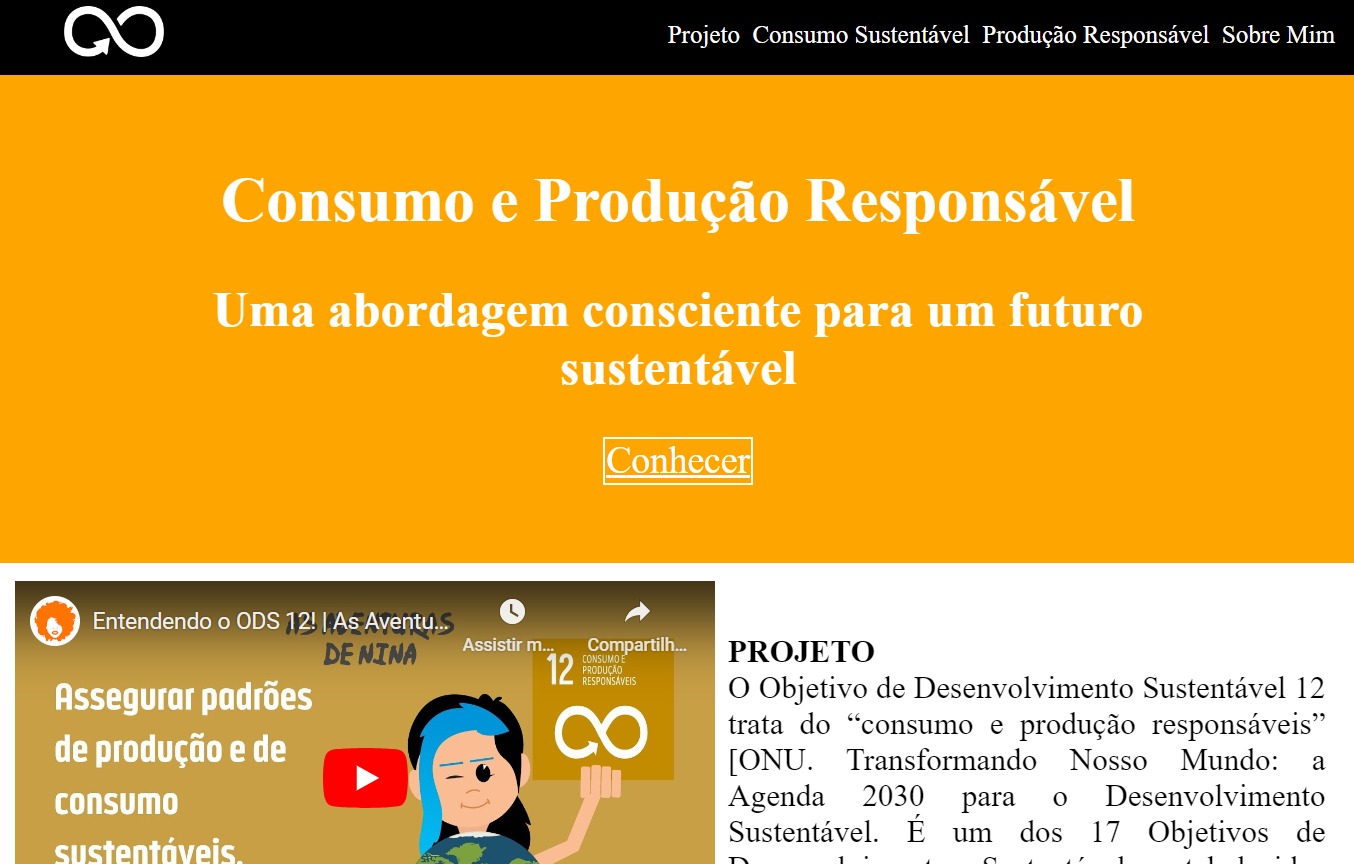 Projeto Consumo Sustentável Produção Responsável Sobre Mim
Consumo e Produção Responsável
Uma abordagem consciente para um futuro
sustentável
Conhecer
Entendendo o ODS 12! | As Aventu...
Assistir m...
Compartilh...
AS AVENTURAS
DE NINA
12 CONSUMO E
PRODUÇÃO
RESPONSÁVEIS
Assegurar padrões
de produção e de
consumo
sustentáveis.
PROJETO
O Objetivo de Desenvolvimento Sustentável 12
trata do “consumo e produção responsáveis”
[ONU. Transformando Nosso Mundo: a
Agenda 2030 para o Desenvolvimento
Sustentável. É um dos 17 Objetivos de